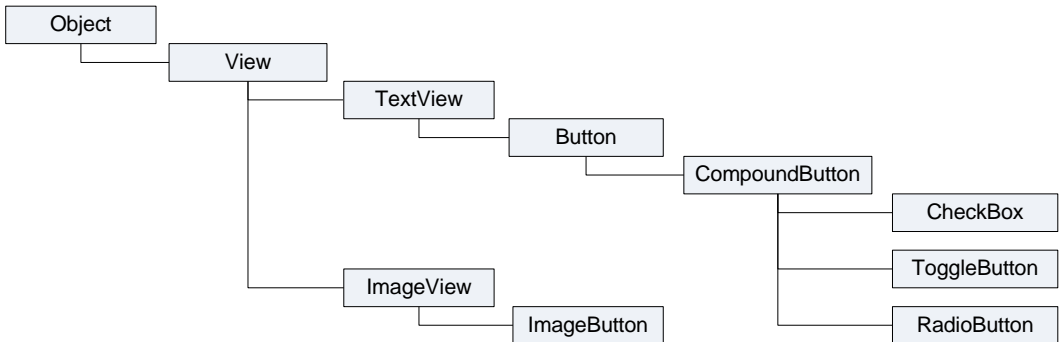 Object
View
TextView
Button
CompoundButton
CheckBox
ToggleButton
ImageView
ImageButton
RadioButton